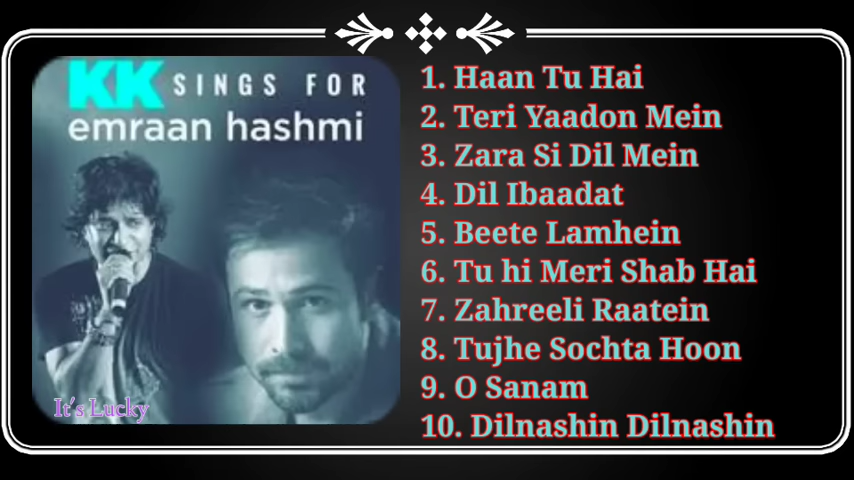 KK SINGS FOR
emraan hashmi
It's Lucky
1. Haan Tu Hai
2. Teri Yaadon Mein
3. Zara Si Dil Mein
4. Dil Ibaadat
5. Beete Lamhein
6. Tu hi Meri Shab Hai
7. Zahreeli Raatein
8. Tujhe Sochta Hoon
9. O Sanam
10. Dilnashin Dilnashin